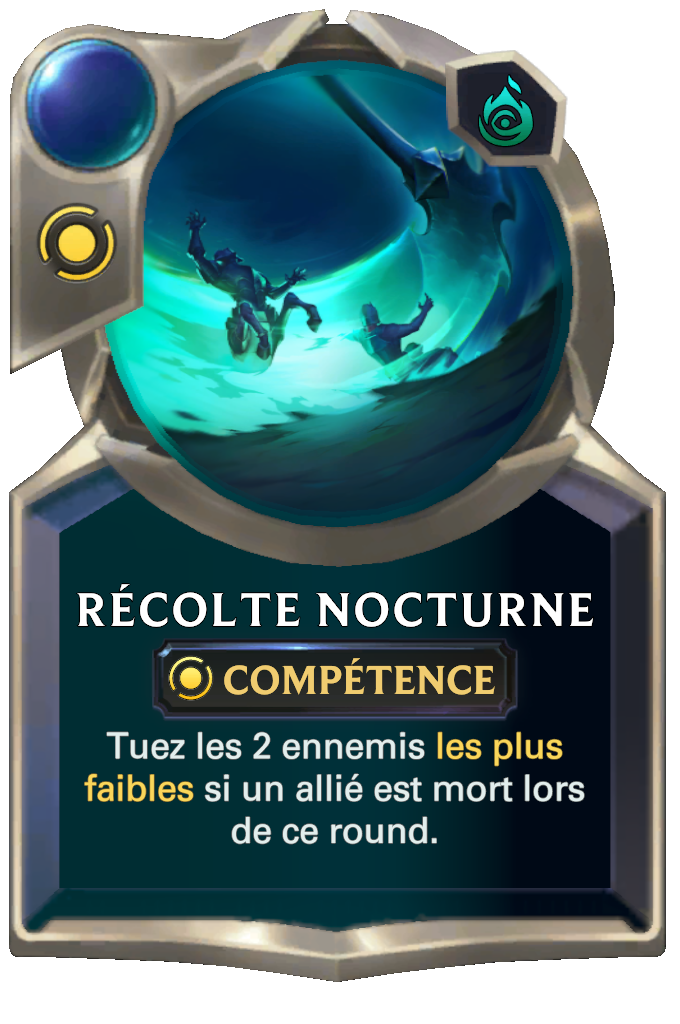 RÉCOLTE NOCTURNE
COMPÉTENCE
Tuez les 2 ennemis les plus
faibles si un allié est mort lors
de ce round.